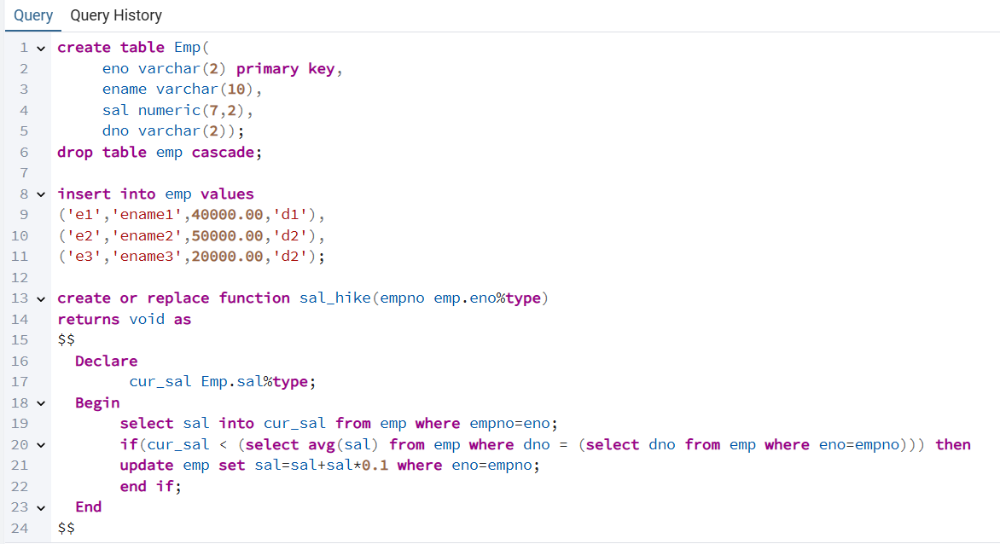 Query Query History
1 create table Emp(
2 eno varchar(2) primary key,
3 ename varchar(10),
4 sal numeric(7,2),
5 dno varchar(2));
6 drop table emp cascade;
7
8 insert into emp values
9 ('e1','ename1',40000.00,'d1'),
10 ('e2','ename2',50000.00,'d2'),
11 ('e3','ename3',20000.00,'d2');
12
13 create or replace function sal_hike(empno emp.eno%type)
14 returns void as
15 $$
16 Declare
17 cur_sal Emp.sal%type;
18 Begin
19 select sal into cur_sal from emp where empno=eno;
20 if(cur_sal < (select avg(sal) from emp where dno = (select dno from emp where eno=empno))) then
21 update emp set sal=sal+sal*0.1 where eno=empno;
22 end if;
23 End
24 $$